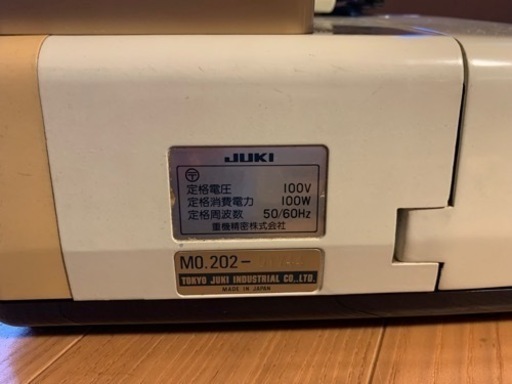 JUKI
〶
定格電圧 100V
定格消費電力 100W
定格周波数 50/60Hz
重機精密株式会社
MO.202-
TOKYO JUKI INDUSTRIAL CO.,LTD.
MADE IN JAPAN